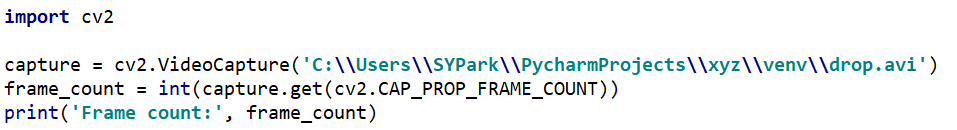 import cv2
capture = cv2.VideoCapture('C:\\Users\\SYPark\\PycharmProjects\\xyz\\venv\\drop.avi')
frame_count = int(capture.get(cv2.CAP_PROP_FRAME_COUNT))
print('Frame count:', frame_count)